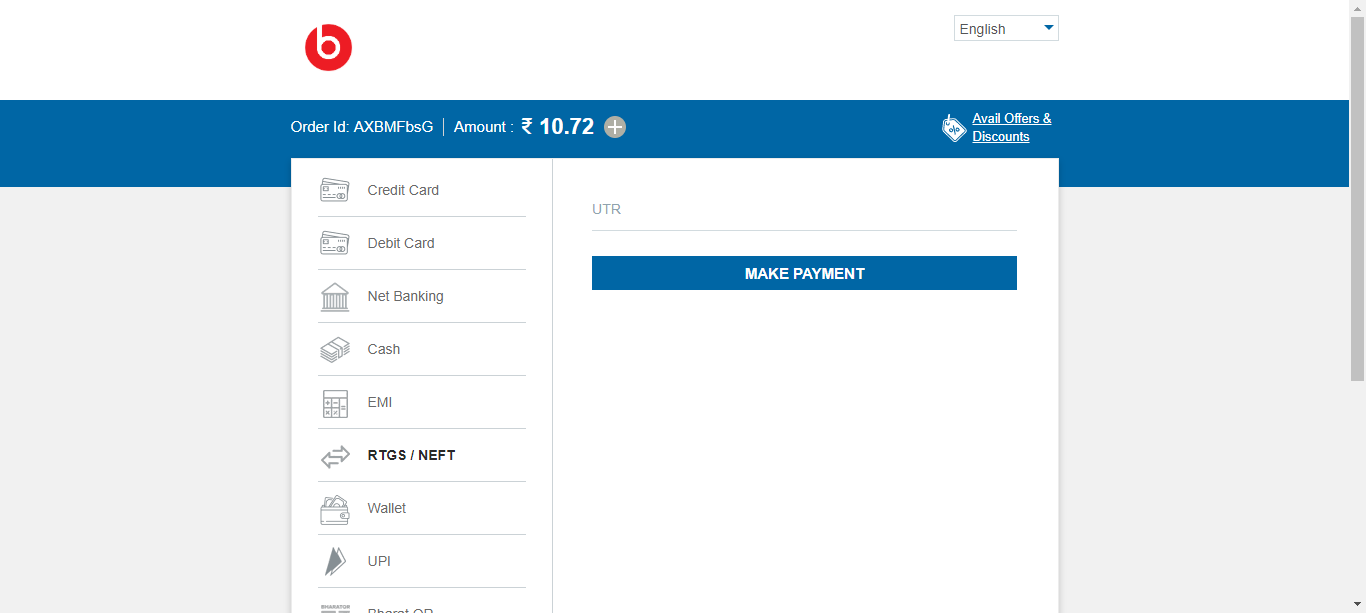 b
English
Order Id: AXBMFbsG
Amount : ₹ 10.72
Avail Offers &
Discounts
Credit Card
Debit Card
Net Banking
Cash
EMI
RTGS / NEFT
Wallet
UPI
Bharat QR
UTR
MAKE PAYMENT